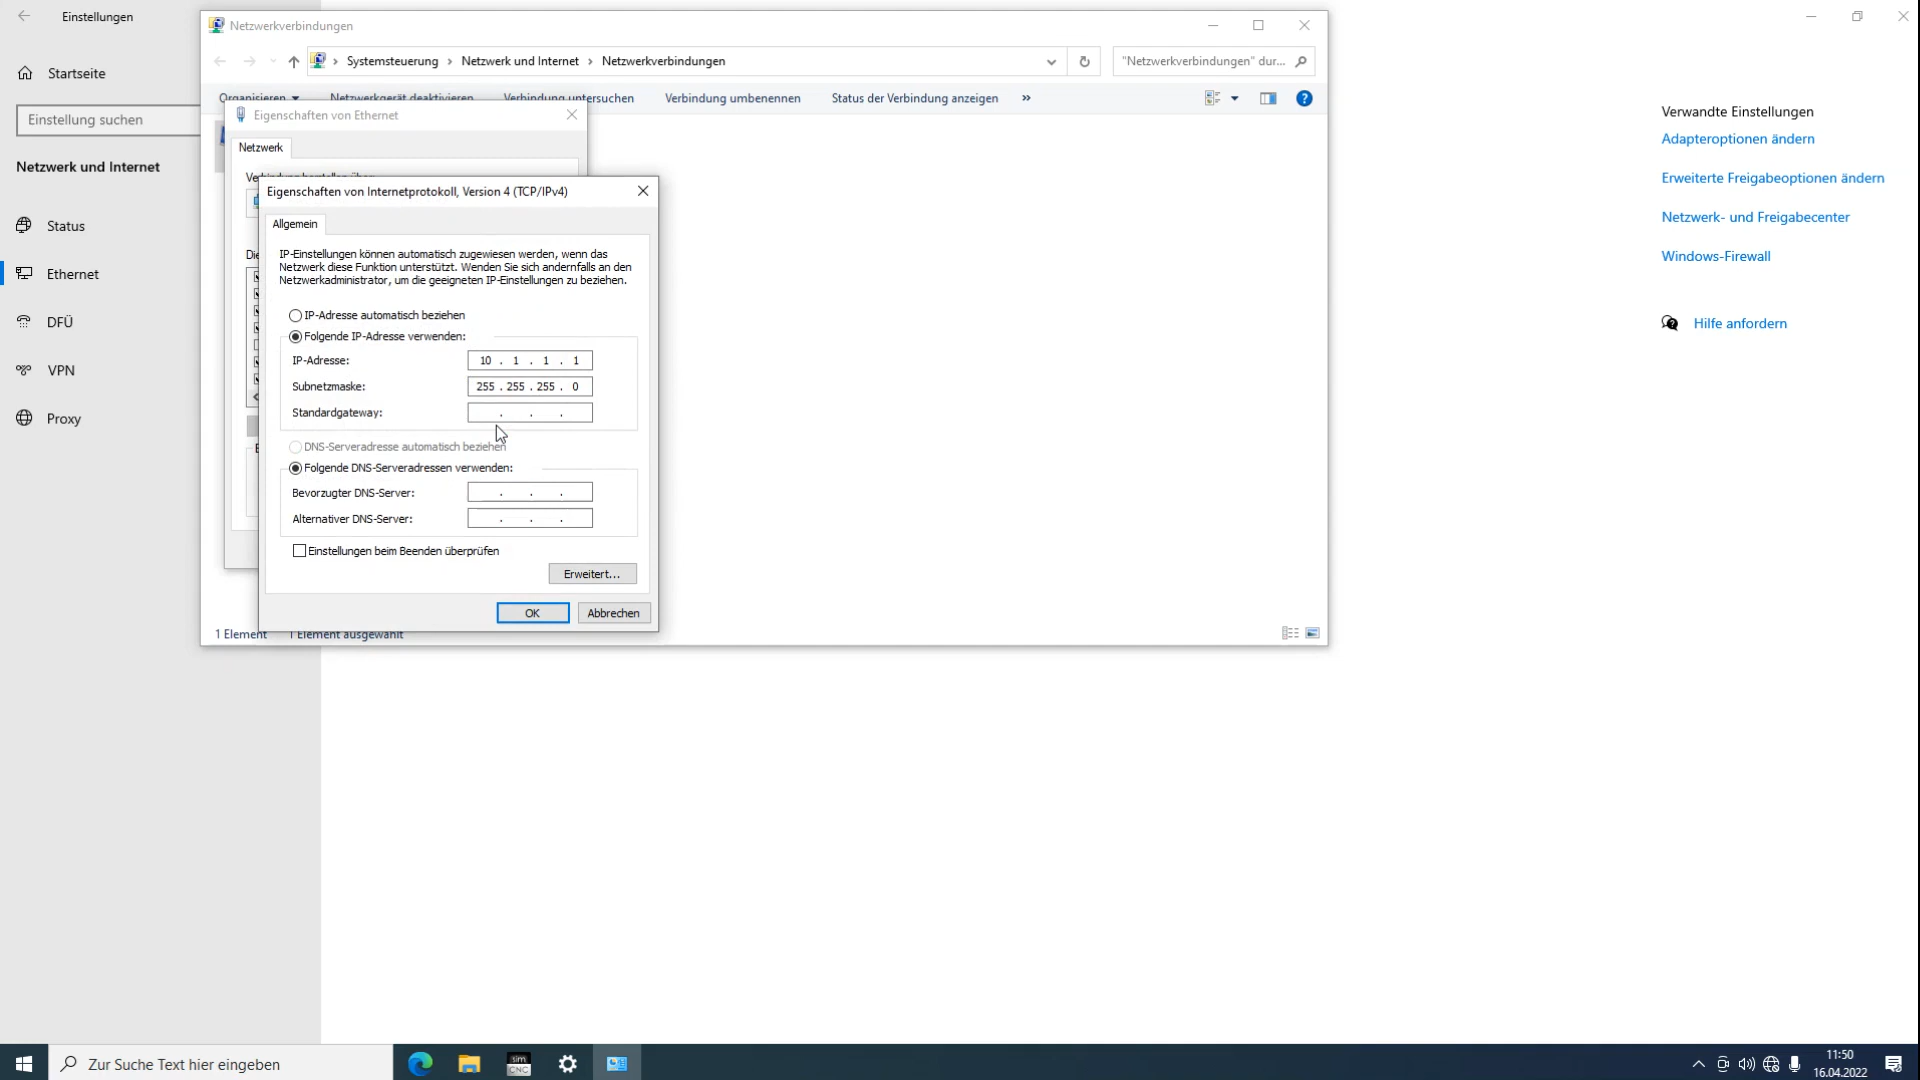 Einstellungen
Netzwerkverbindungen
Systemsteuerung › Netzwerk und Internet › Netzwerkverbindungen
"Netzwerkverbindungen" dur...
Startseite
Organisieren
Netzwerkgerät deaktivieren
Verbindung untersuchen
Verbindung umbenennen
Status der Verbindung anzeigen
»
Einstellung suchen
Eigenschaften von Ethernet
Netzwerk
Netzwerk und Internet
Status
Ethernet
DFÜ
VPN
Proxy
Eigenschaften von Internetprotokoll, Version 4 (TCP/IPv4)
Allgemein
IP-Einstellungen können automatisch zugewiesen werden, wenn das
Netzwerk diese Funktion unterstützt. Wenden Sie sich andernfalls an den
Netzwerkadministrator, um die geeigneten IP-Einstellungen zu beziehen.
IP-Adresse automatisch beziehen
Folgende IP-Adresse verwenden:
IP-Adresse: 10 . 1 . 1 . 1
Subnetzmaske: 255 . 255 . 255 . 0
Standardgateway: . . .
DNS-Serveradresse automatisch beziehen
Folgende DNS-Serveradressen verwenden:
Bevorzugter DNS-Server: . . .
Alternativer DNS-Server: . . .
Einstellungen beim Beenden überprüfen
Erweitert...
OK
Abbrechen
1 Element
1 Element ausgewählt
Verwandte Einstellungen
Adapteroptionen ändern
Erweiterte Freigabeoptionen ändern
Netzwerk- und Freigabecenter
Windows-Firewall
Hilfe anfordern
Zur Suche Text hier eingeben
sim
CNC
11:50
16.04.2022